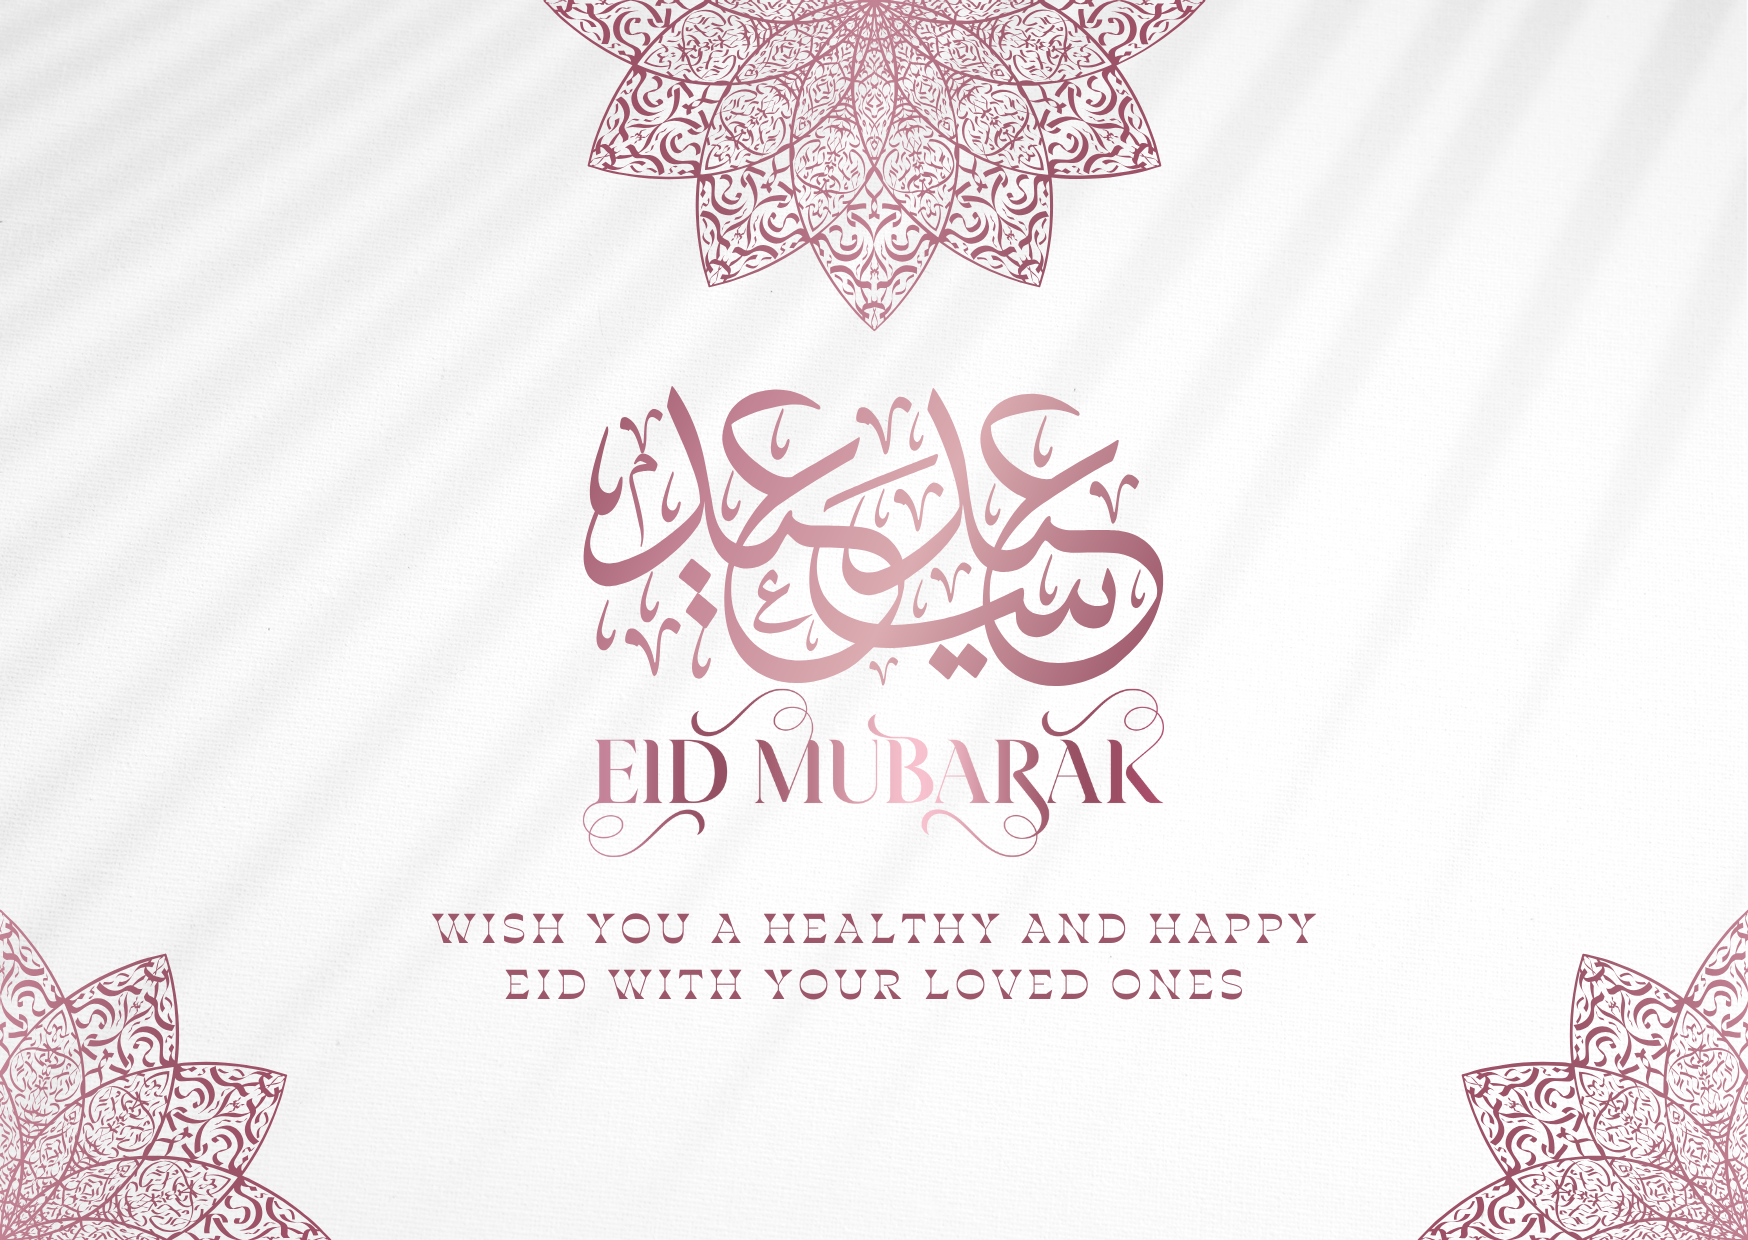 عيد سعيد
EID MUBARAK
WISH YOU A HEALTHY AND HAPPY
EID WITH YOUR LOVED ONES